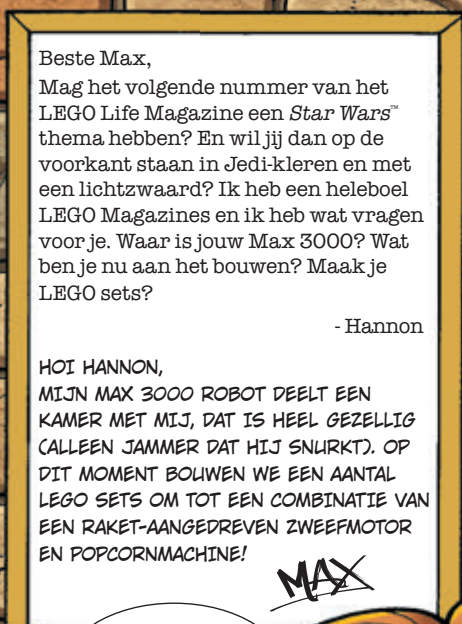 Beste Max,
Mag het volgende nummer van het
LEGO Life Magazine een Star Wars™
thema hebben? En wil jij dan op de
voorkant staan in Jedi-kleren en met
een lichtzwaard? Ik heb een heleboel
LEGO Magazines en ik heb wat vragen
voor je. Waar is jouw Max 3000? Wat
ben je nu aan het bouwen? Maak je
LEGO sets?
- Hannon
HOI HANNON,
MIJN MAX 3000 ROBOT DEELT EEN
KAMER MET MIJ, DAT IS HEEL GEZELLIG
(ALLEEN JAMMER DAT HIJ SNURKT). OP
DIT MOMENT BOUWEN WE EEN AANTAL
LEGO SETS OM TOT EEN COMBINATIE VAN
EEN RAKET-AANGEDREVEN ZWEEFMOTOR
EN POPCORNMACHINE!
MAX